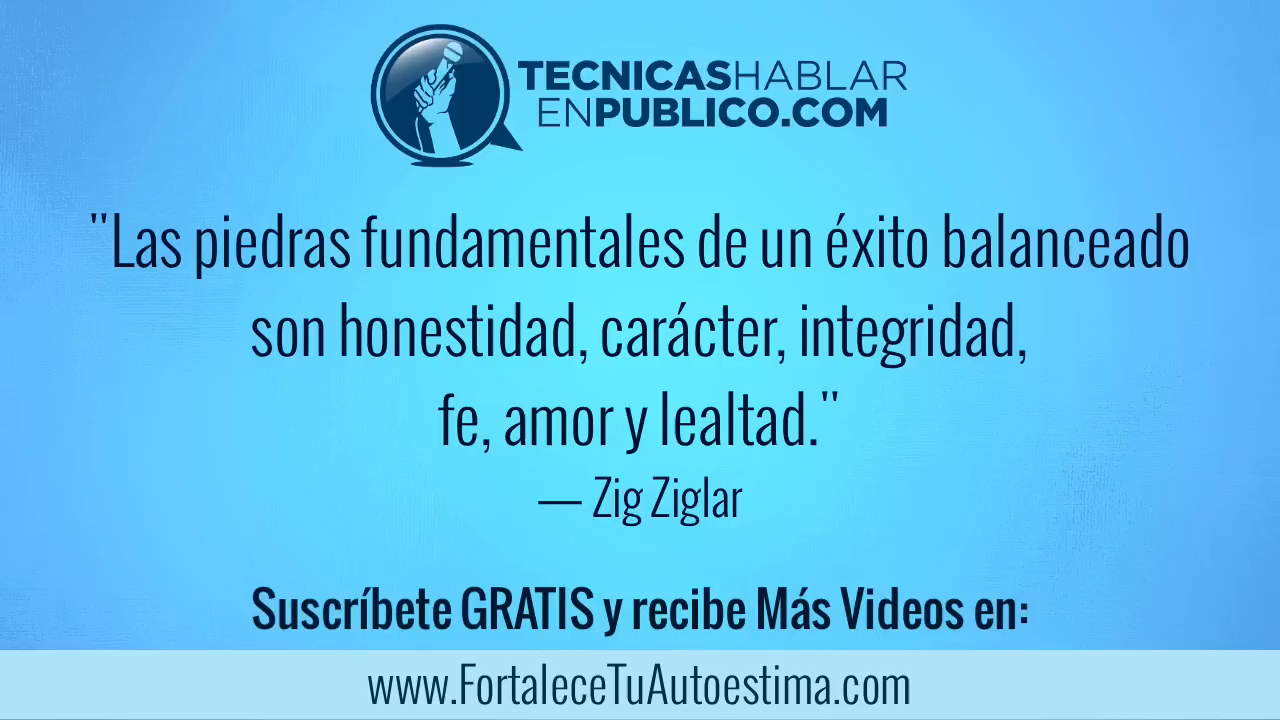 TECNICASHABLAR
ENPUBLICO.COM
"Las piedras fundamentales de un éxito balanceado
son honestidad, carácter, integridad,
fe, amor y lealtad."
— Zig Ziglar
Suscríbete GRATIS y recibe Más Videos en:
www.FortaleceTuAutoestima.com